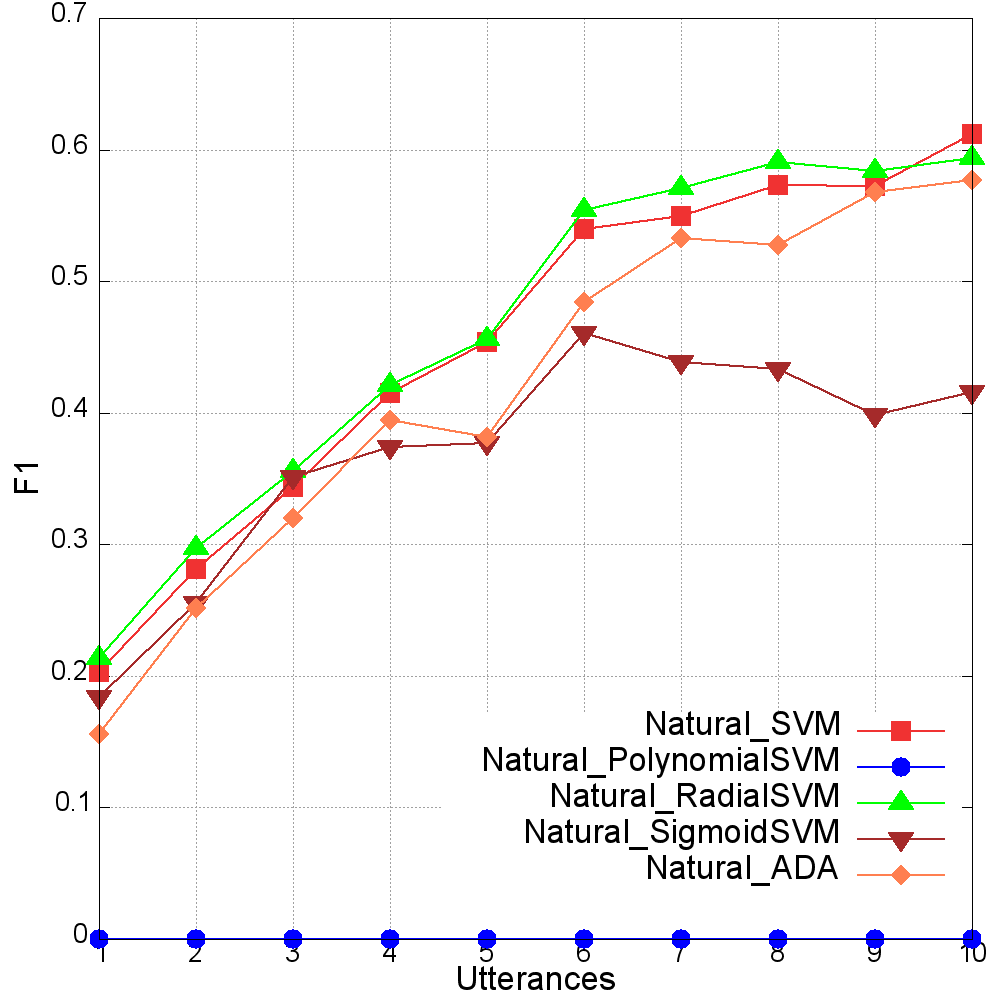 0.7
0.6
0.5
0.4
0.3
0.2
0.1
0
F1
1 2 3 4 5 6 7 8 9 10
Utterances
Natural_SVM
Natural_PolynomialSVM
Natural_RadialSVM
Natural_SigmoidSVM
Natural_ADA